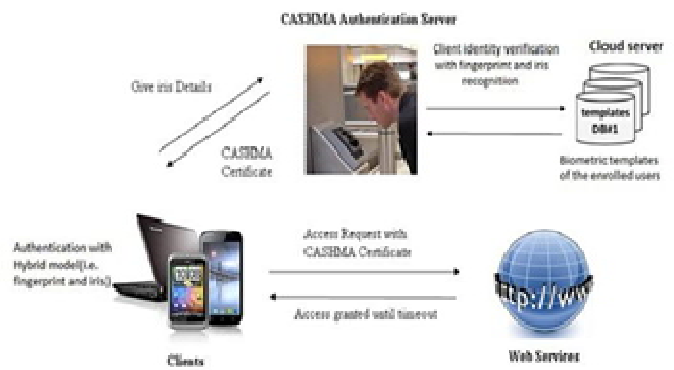 CASHMA Authentication Server
Client identity verification
with fingerprint and iris
recognition
Cloud server
Give iris Details
templates
DB#1
CASHMA
Certificate
Biometric templates
of the enrolled users
Authentication with
Hybrid model(i.e.
fingerprint and iris)
Access Request with
CASHMA Certificate
http://ww
Access granted until timeout
Clients
Web Services